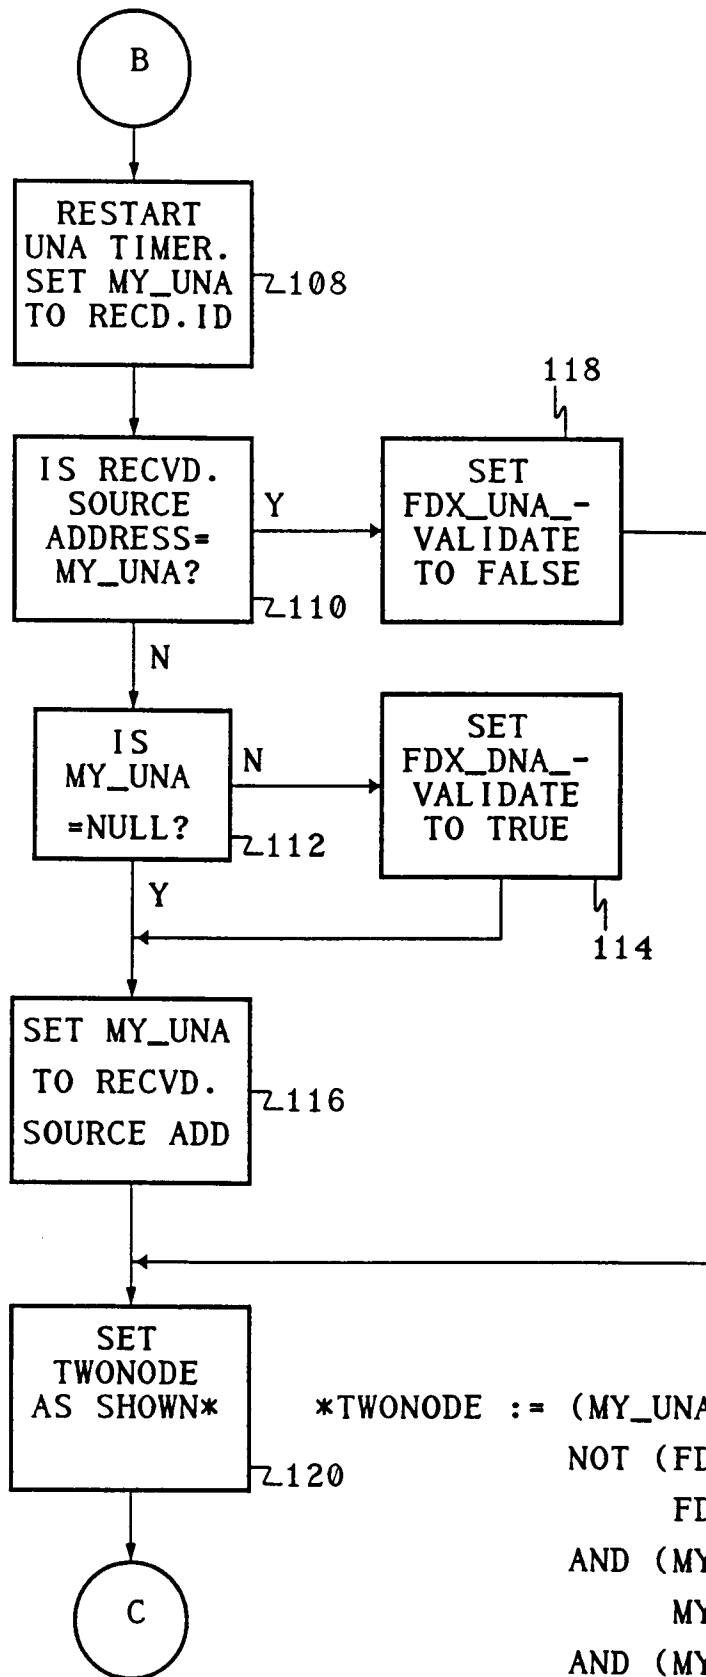 B
RESTART
UNA TIMER.
SET MY_UNA
TO RECD.ID
108
IS RECVD.
SOURCE
ADDRESS=
MY_UNA?
110
Y
118
SET
FDX_UNA_-
VALIDATE
TO FALSE
N
IS
MY_UNA
=NULL?
112
N
SET
FDX_DNA_-
VALIDATE
TO TRUE
114
Y
SET MY_UNA
TO RECVD.
SOURCE ADD
116
SET
TWONODE
AS SHOWN*
120
*TWONODE := (MY_UNA
NOT (FD
FD
AND (MY
MY
AND (MY
C